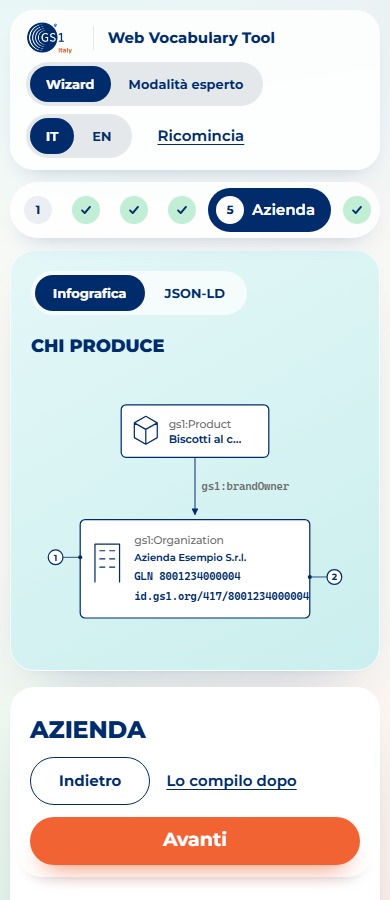 GS1
Italy
Web Vocabulary Tool
Wizard
Modalità esperto
IT
EN
Ricomincia
1
5
Azienda
Infografica
JSON-LD
CHI PRODUCE
gs1:Product
Biscotti al c...
gs1:brandOwner
gs1:Organization
Azienda Esempio S.r.l.
GLN 8001234000004
id.gs1.org/417/8001234000004
1
2
AZIENDA
Indietro
Lo compilo dopo
Avanti